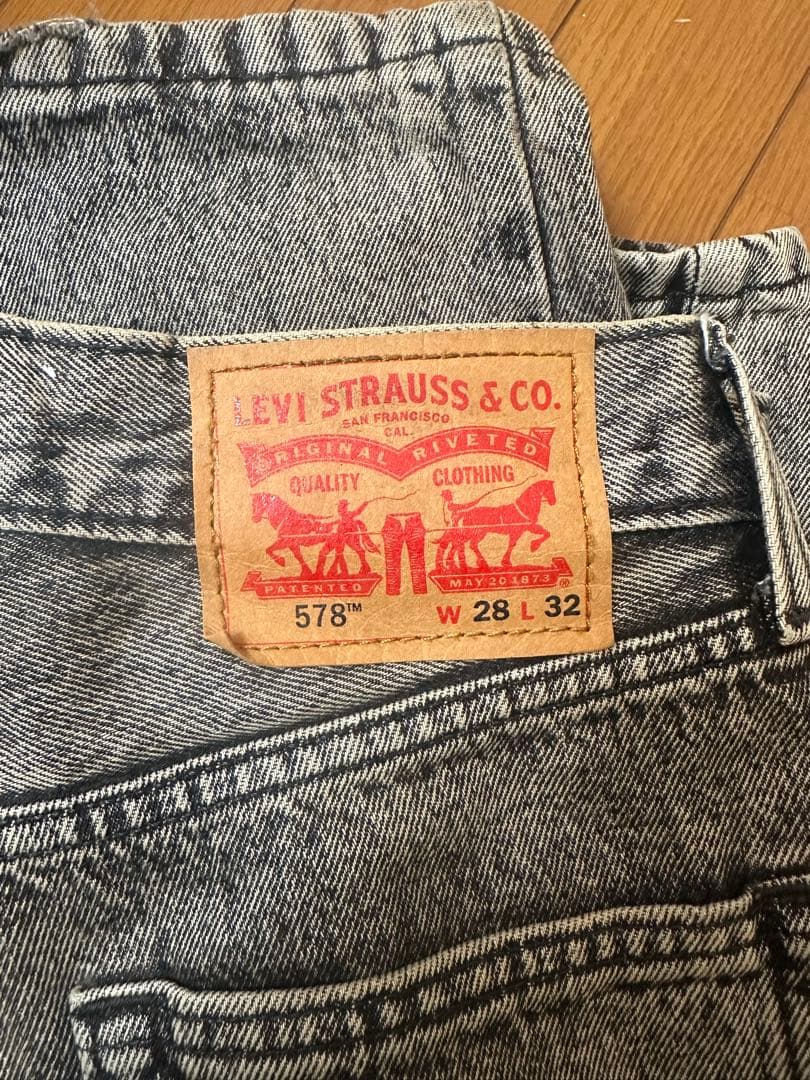 LEVI STRAUSS & CO.
SAN FRANCISCO
CAL.
ORIGINAL RIVETED
QUALITY CLOTHING
PATENTED MAY 20 1873 ®
578™ W 28 L 32